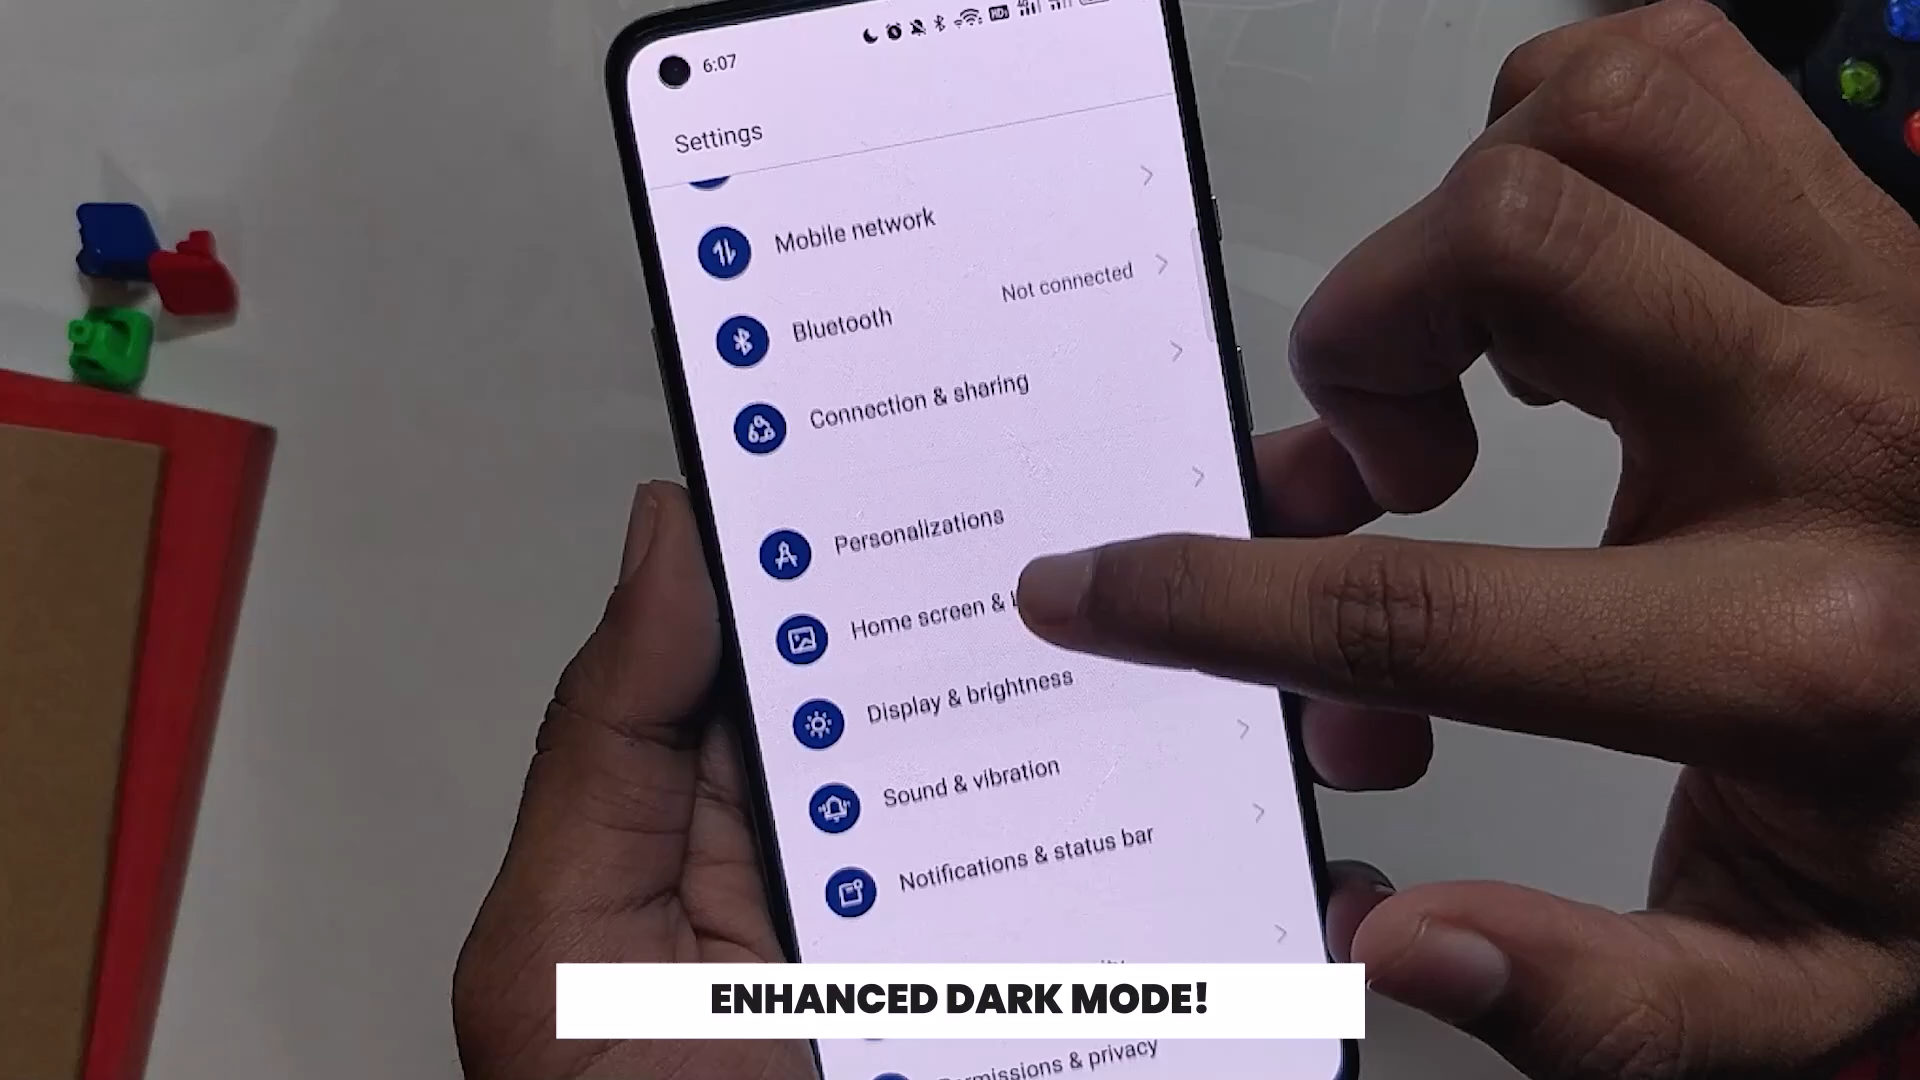 6:07
Settings
Mobile network
Bluetooth
Not connected
Connection & sharing
Personalizations
Home screen &
Display & brightness
Sound & vibration
Notifications & status bar
ENHANCED DARK MODE!
& privacy